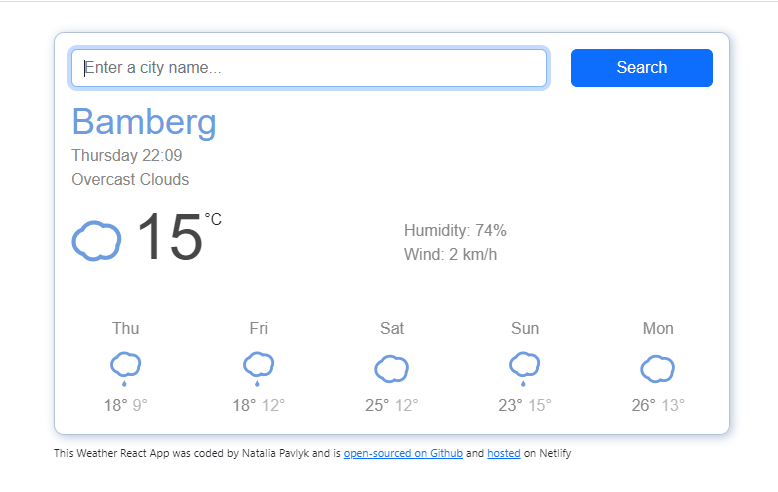 Enter a city name...
Search
Bamberg
Thursday 22:09
Overcast Clouds
15 °C
Humidity: 74%
Wind: 2 km/h
Thu Fri Sat Sun Mon
18° 9° 18° 12° 25° 12° 23° 15° 26° 13°
This Weather React App was coded by Natalia Pavlyk and is open-sourced on Github and hosted on Netlify